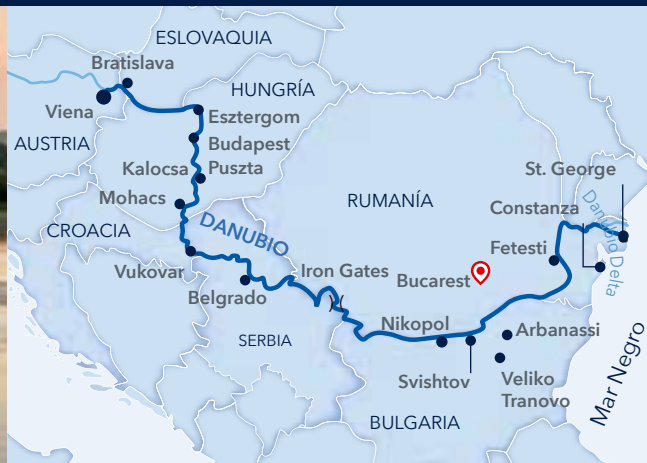 ESLOVAQUIA
Bratislava
HUNGRÍA
Viena
Esztergom
AUSTRIA
Budapest
Kalocsa
Puszta
St. George
Mohacs
RUMANÍA
Constanza
CROACIA
DANUBIO
Danubio Delta
Fetesti
Vukovar
Iron Gates
Bucarest
Belgrado
Nikopol
Arbanassi
SERBIA
Mar Negro
Svishtov
Veliko
Tranovo
BULGARIA